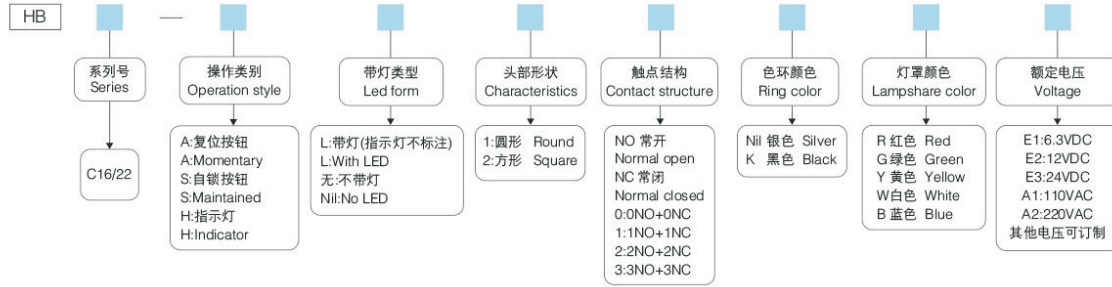 HB —
系列号
Series
C16/22
操作类别
Operation style
A:复位按钮
A:Momentary
S:自锁按钮
S:Maintained
H:指示灯
H:Indicator
带灯类型
Led form
L:带灯(指示灯不标注)
L:With LED
无:不带灯
Nil:No LED
头部形状
Characteristics
1:圆形 Round
2:方形 Square
触点结构
Contact structure
NO 常开
Normal open
NC 常闭
Normal closed
0:0NO+0NC
1:1NO+1NC
2:2NO+2NC
3:3NO+3NC
色环颜色
Ring color
Nil 银色 Silver
K 黑色 Black
灯罩颜色
Lampshare color
R 红色 Red
G 绿色 Green
Y 黄色 Yellow
W白色 White
B 蓝色 Blue
额定电压
Voltage
E1:6.3VDC
E2:12VDC
E3:24VDC
A1:110VAC
A2:220VAC
其他电压可订制